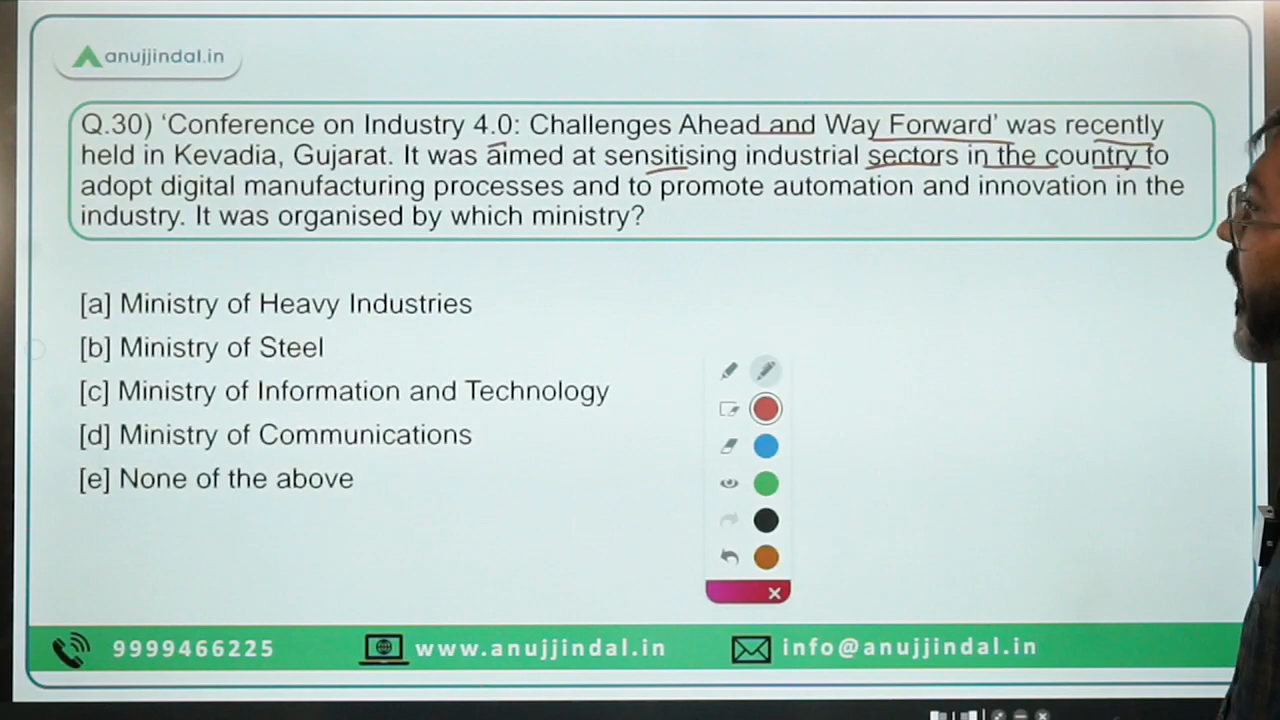 anujjindal.in
Q.30) ‘Conference on Industry 4.0: Challenges Ahead and Way Forward’ was recently
held in Kevadia, Gujarat. It was aimed at sensitising industrial sectors in the country to
adopt digital manufacturing processes and to promote automation and innovation in the
industry. It was organised by which ministry?
[a] Ministry of Heavy Industries
[b] Ministry of Steel
[c] Ministry of Information and Technology
[d] Ministry of Communications
[e] None of the above
9999466225 www.anujjindal.in info@anujjindal.in